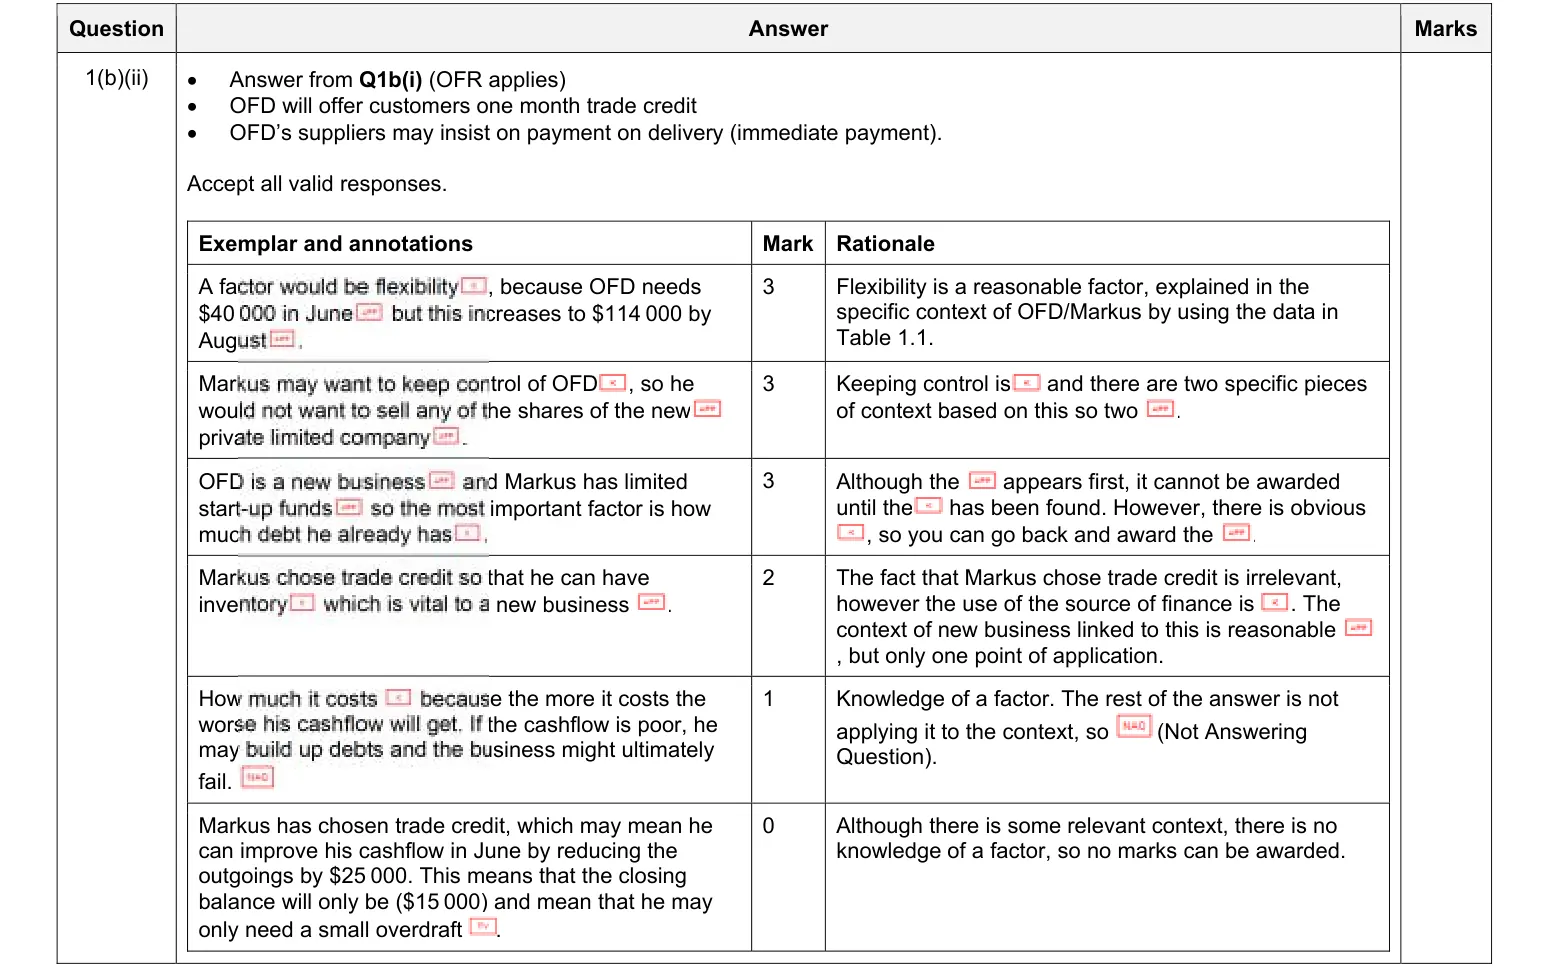 Question Answer Marks
1(b)(ii)
• Answer from Q1b(i) (OFR applies)
• OFD will offer customers one month trade credit
• OFD's suppliers may insist on payment on delivery (immediate payment).
Accept all valid responses.
Exemplar and annotations Mark Rationale
A factor would be flexibility K, because OFD needs
$40 000 in June APP but this increases to $114 000 by
August APP.
3
Flexibility is a reasonable factor, explained in the
specific context of OFD/Markus by using the data in
Table 1.1.
Markus may want to keep control of OFD K, so he
would not want to sell any of the shares of the new APP
private limited company APP.
3
Keeping control is K and there are two specific pieces
of context based on this so two APP.
OFD is a new business APP and Markus has limited
start-up funds APP so the most important factor is how
much debt he already has K.
3
Although the APP appears first, it cannot be awarded
until the K has been found. However, there is obvious
K, so you can go back and award the APP.
Markus chose trade credit so that he can have
inventory K which is vital to a new business APP.
2
The fact that Markus chose trade credit is irrelevant,
however the use of the source of finance is K. The
context of new business linked to this is reasonable APP
, but only one point of application.
How much it costs K because the more it costs the
worse his cashflow will get. If the cashflow is poor, he
may build up debts and the business might ultimately
fail. NAQ
1
Knowledge of a factor. The rest of the answer is not
applying it to the context, so NAQ (Not Answering
Question).
Markus has chosen trade credit, which may mean he
can improve his cashflow in June by reducing the
outgoings by $25 000. This means that the closing
balance will only be ($15 000) and mean that he may
only need a small overdraft.
0
Although there is some relevant context, there is no
knowledge of a factor, so no marks can be awarded.